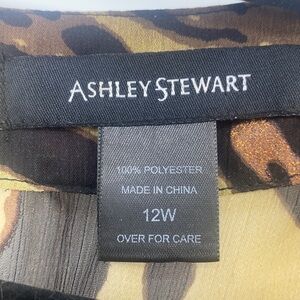 ASHLEY STEWART
100% POLYESTER
MADE IN CHINA
12W
OVER FOR CARE